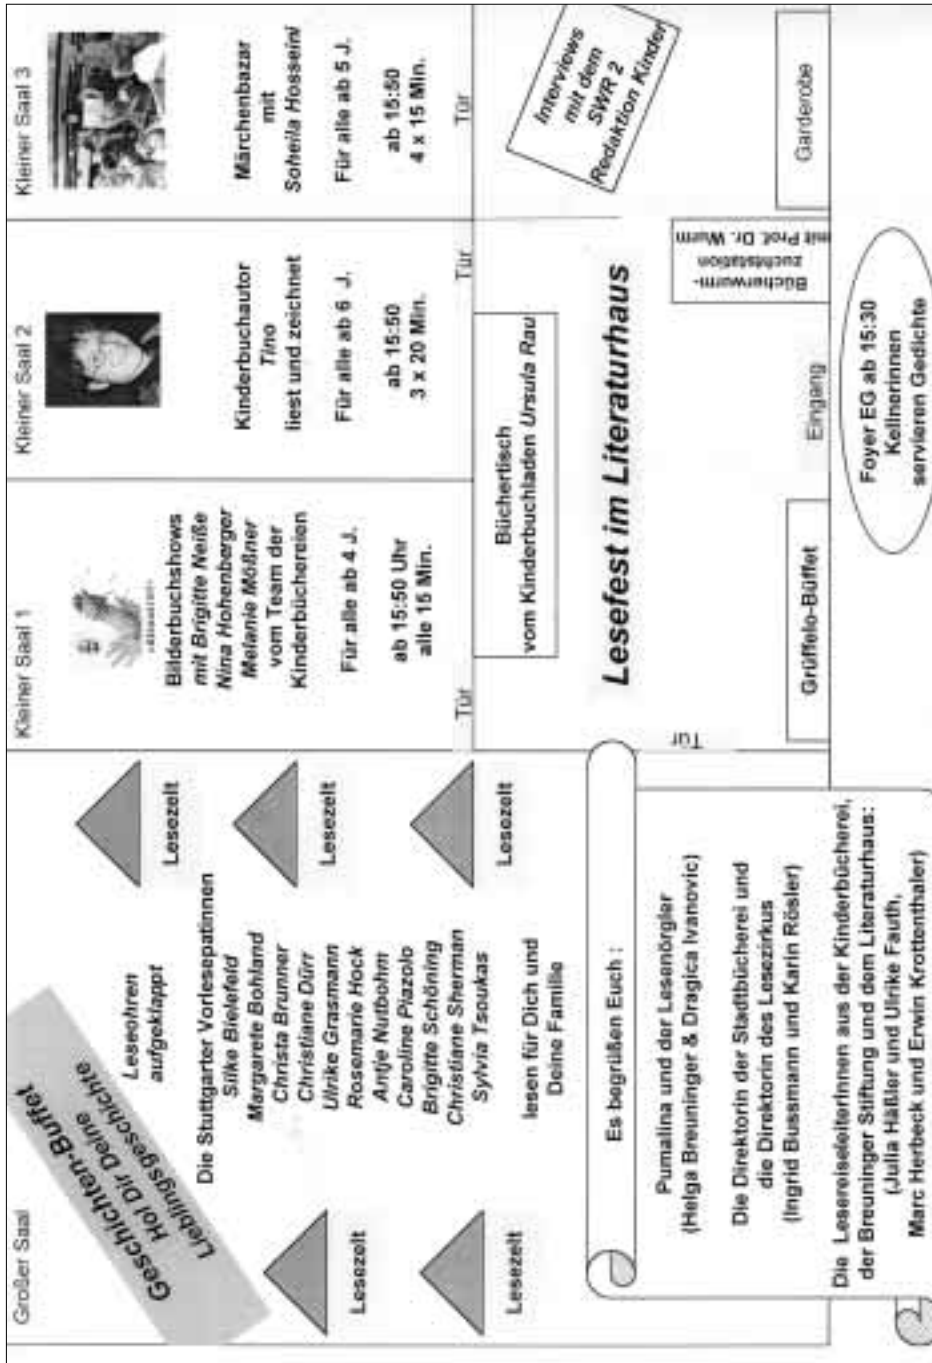 Großer Saal
Geschichten-Buffet
Hol Dir Deine
Lieblingsgeschichte
Leseohren
aufgeklappt
Die Stuttgarter Vorlesepatinnen
Silke Bielefeld
Margarete Bohland
Christa Brunner
Christiane Dürr
Ulrike Grasmann
Rosemarie Hock
Antje Nutbohm
Caroline Piazolo
Brigitte Schöning
Christiane Sherman
Sylvia Tsoukas
lesen für Dich und
Deine Familie
Lesezelt
Lesezelt
Lesezelt
Lesezelt
Lesezelt
Es begrüßen Euch :
Pumalina und der Lesenörgler
(Helga Breuninger & Dragica Ivanovic)
Die Direktorin der Stadtbücherei und
die Direktorin des Lesezirkus
(Ingrid Bussmann und Karin Rösler)
Die LesereiseleiterInnen aus der Kinderbücherei,
der Breuninger Stiftung und dem Literaturhaus:
(Julia Häßler und Ulrike Fauth,
Marc Herbeck und Erwin Krottenthaler)
Kleiner Saal 1
Bilderbuchshows
mit Brigitte Neiße
Nina Hohenberger
Melanie Mößner
vom Team der
Kinderbüchereien
Für alle ab 4 J.
ab 15:50 Uhr
alle 15 Min.
Tür
Kleiner Saal 2
Kinderbuchautor
Tino
liest und zeichnet
Für alle ab 6 J.
ab 15:50
3 x 20 Min.
Tür
Kleiner Saal 3
Märchenbazar
mit
Soheila Hosseini
Für alle ab 5 J.
ab 15:50
4 x 15 Min.
Tür
Büchertisch
vom Kinderbuchladen Ursula Rau
Interviews
mit dem
SWR 2
Redaktion Kinder
Lesefest im Literaturhaus
Tür
Bücherwurm-
zuchtstation
mit Prof. Dr. Wurm
Grüffelo-Büffet
Eingang
Garderobe
Foyer EG ab 15:30
Kellnerinnen
servieren Gedichte